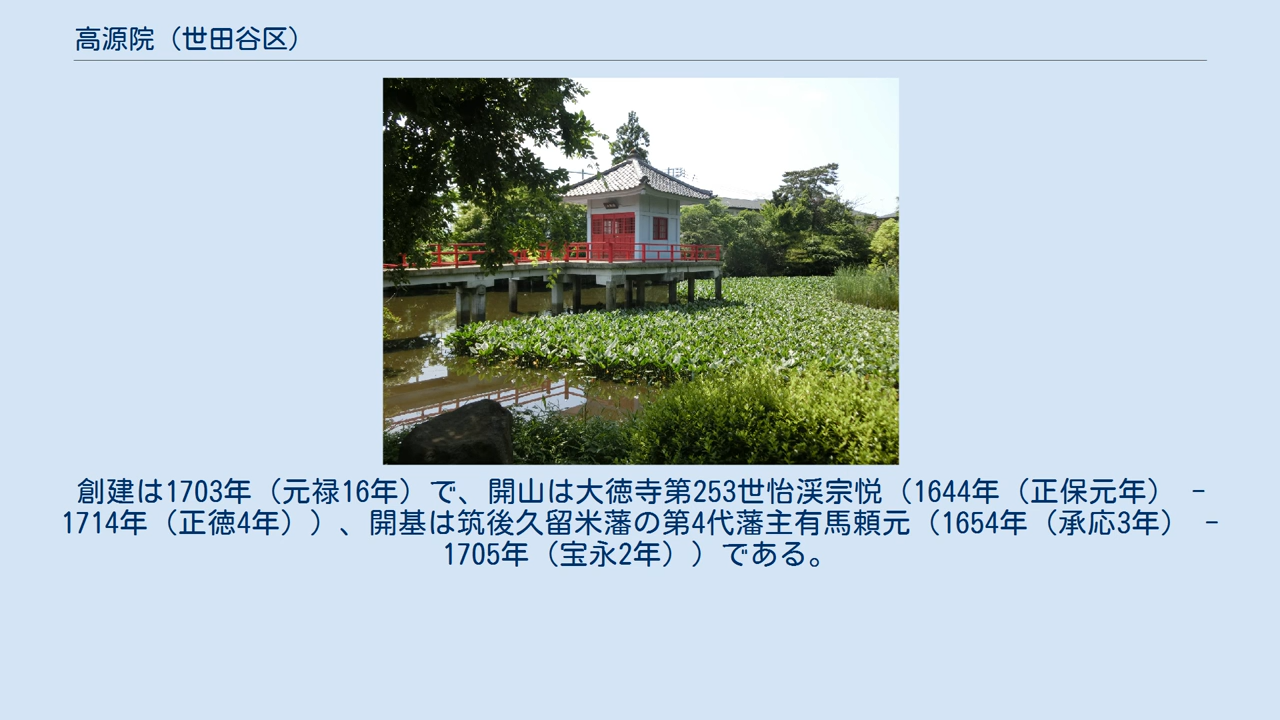 高源院（世田谷区）
創建は1703年（元禄16年）で、開山は大徳寺第253世怡渓宗悦（1644年（正保元年） -
1714年（正徳4年））、開基は筑後久留米藩の第4代藩主有馬頼元（1654年（承応3年） -
1705年（宝永2年））である。